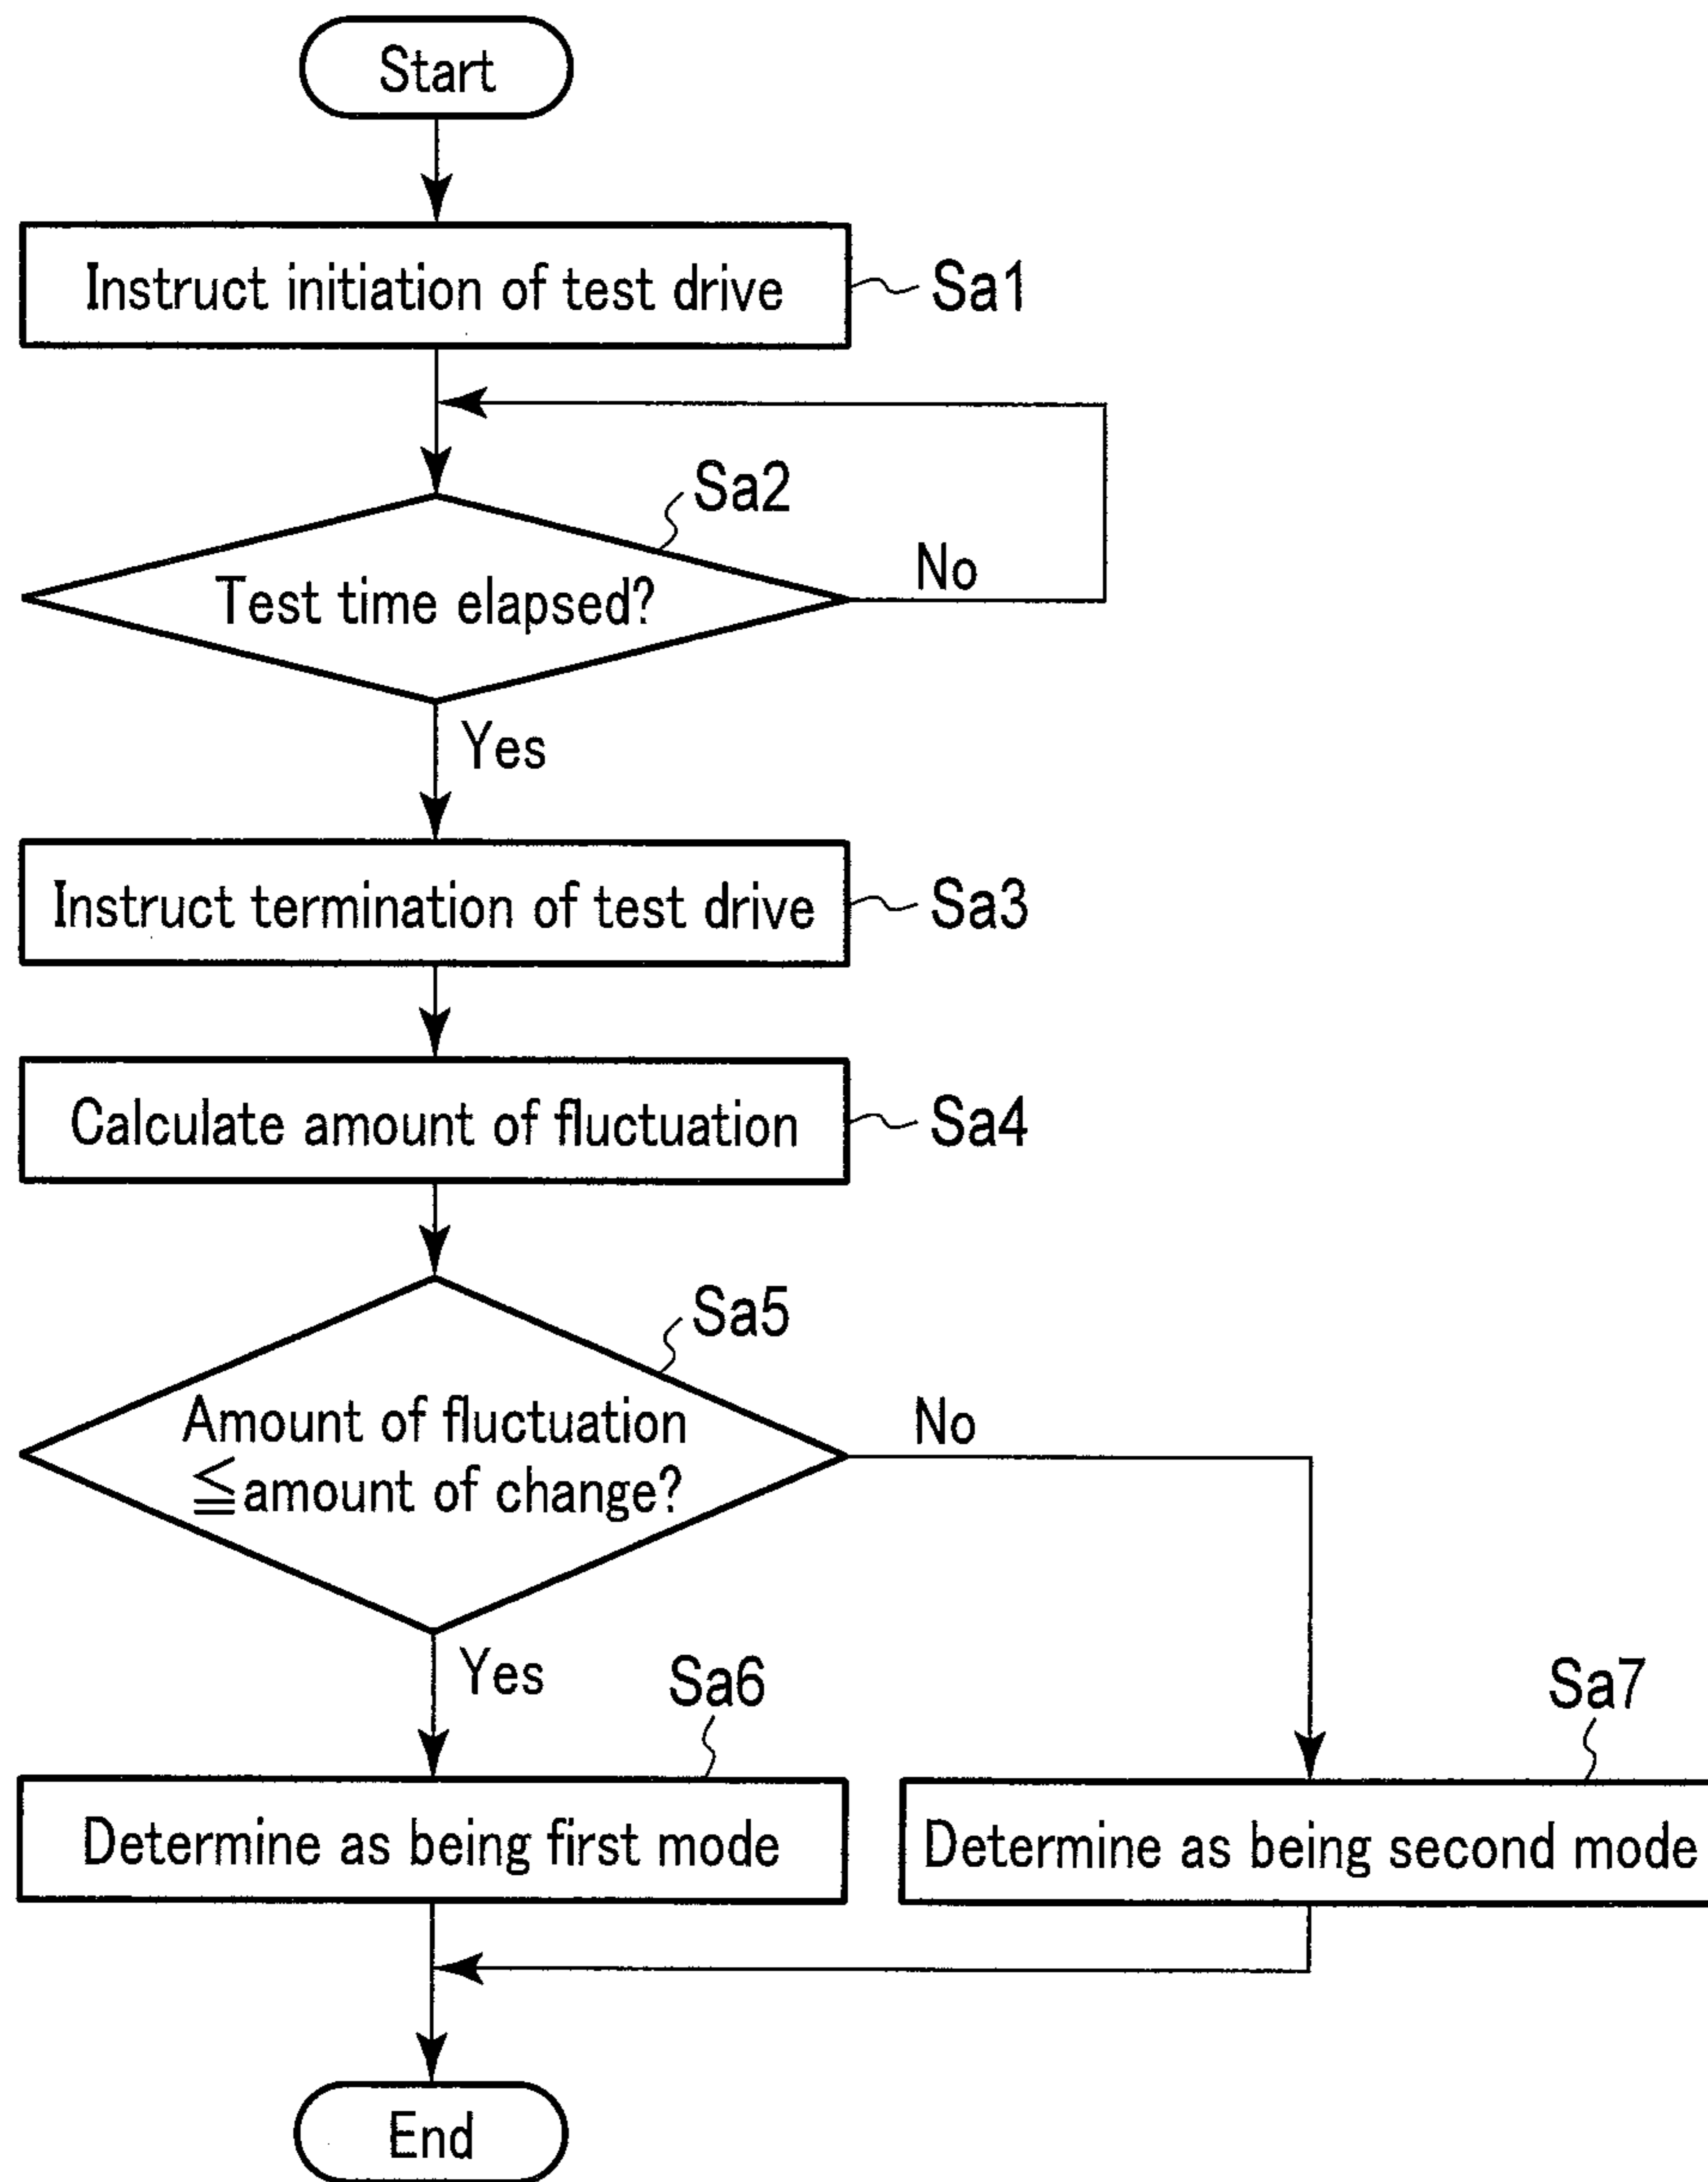 Start
Instruct initiation of test drive
Sa1
Sa2
Test time elapsed?
No
Yes
Instruct termination of test drive
Sa3
Calculate amount of fluctuation
Sa4
Sa5
Amount of fluctuation
≦amount of change?
No
Yes
Sa6
Sa7
Determine as being first mode
Determine as being second mode
End